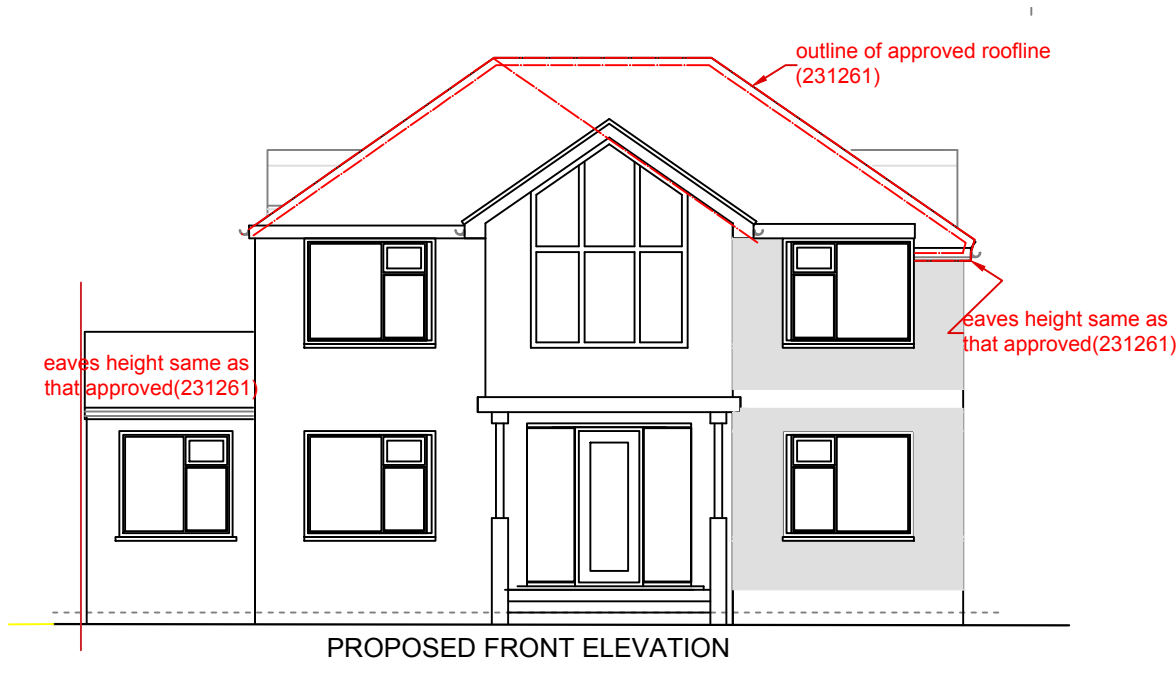 outline of approved roofline
(231261)
eaves height same as
that approved(231261)
eaves height same as
that approved(231261)
PROPOSED FRONT ELEVATION